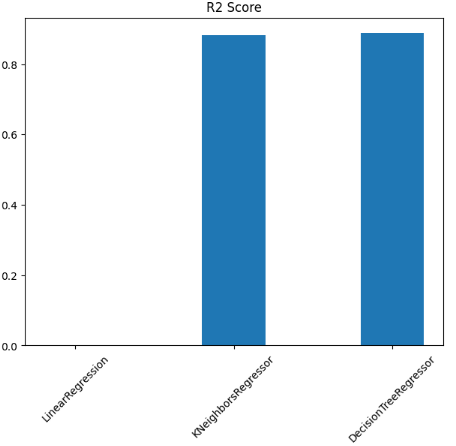 R2 Score
0.8
0.6
0.4
0.2
0.0
LinearRegression
KNeighborsRegressor
DecisionTreeRegressor